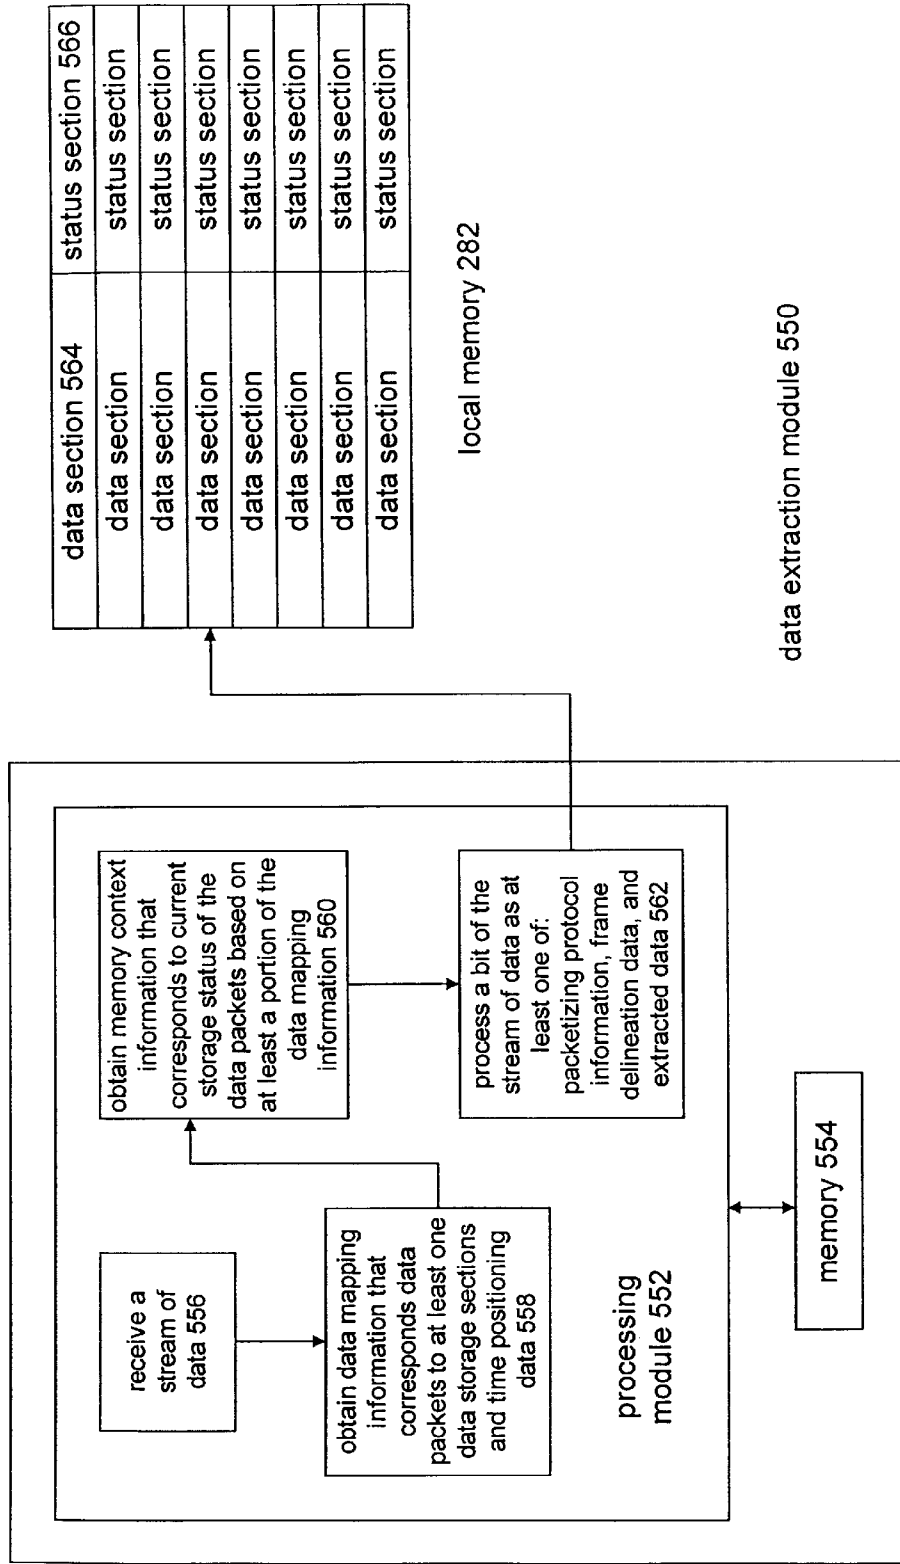 receive a
stream of
data 556
obtain data mapping
information that
corresponds data
packets to at least one
data storage sections
and time positioning
data 558
obtain memory context
information that
corresponds to current
storage status of the
data packets based on
at least a portion of the
data mapping
information 560
process a bit of the
stream of data as at
least one of:
packetizing protocol
information, frame
delineation data, and
extracted data 562
processing
module 552
memory 554
data section 564 status section 566
data section status section
data section status section
data section status section
data section status section
data section status section
data section status section
data section status section
local memory 282
data extraction module 550